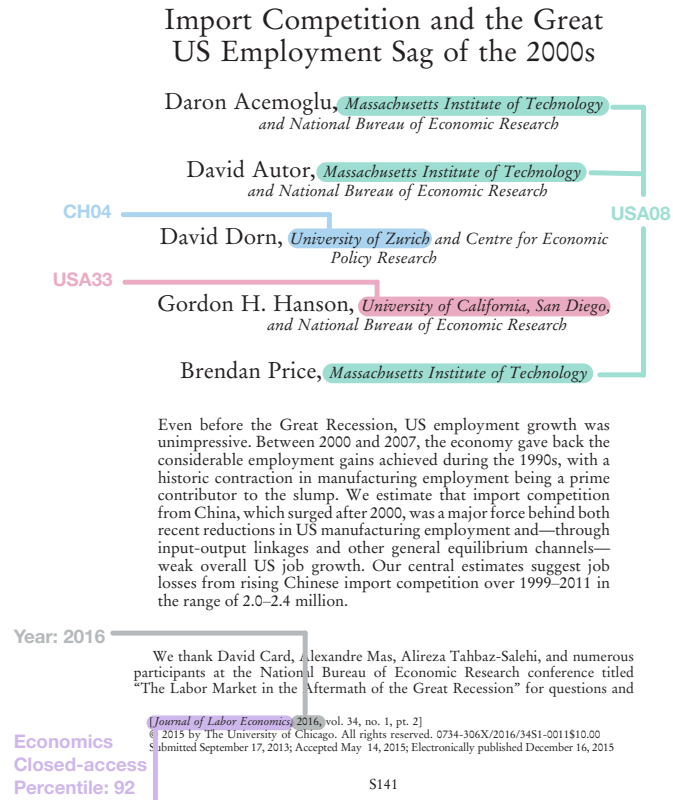 Import Competition and the Great
US Employment Sag of the 2000s
Daron Acemoglu, Massachusetts Institute of Technology
and National Bureau of Economic Research
David Autor, Massachusetts Institute of Technology
and National Bureau of Economic Research
CH04
USA08
David Dorn, University of Zurich and Centre for Economic
Policy Research
USA33
Gordon H. Hanson, University of California, San Diego,
and National Bureau of Economic Research
Brendan Price, Massachusetts Institute of Technology
Even before the Great Recession, US employment growth was
unimpressive. Between 2000 and 2007, the economy gave back the
considerable employment gains achieved during the 1990s, with a
historic contraction in manufacturing employment being a prime
contributor to the slump. We estimate that import competition
from China, which surged after 2000, was a major force behind both
recent reductions in US manufacturing employment and—through
input-output linkages and other general equilibrium channels—
weak overall US job growth. Our central estimates suggest job
losses from rising Chinese import competition over 1999–2011 in
the range of 2.0–2.4 million.
Year: 2016
We thank David Card, Alexandre Mas, Alireza Tahbaz-Salehi, and numerous
participants at the National Bureau of Economic Research conference titled
“The Labor Market in the Aftermath of the Great Recession” for questions and
[Journal of Labor Economics, 2016, vol. 34, no. 1, pt. 2]
© 2015 by The University of Chicago. All rights reserved. 0734-306X/2016/34S1-0011$10.00
Submitted September 17, 2013; Accepted May 14, 2015; Electronically published December 16, 2015
Economics
Closed-access
Percentile: 92
S141